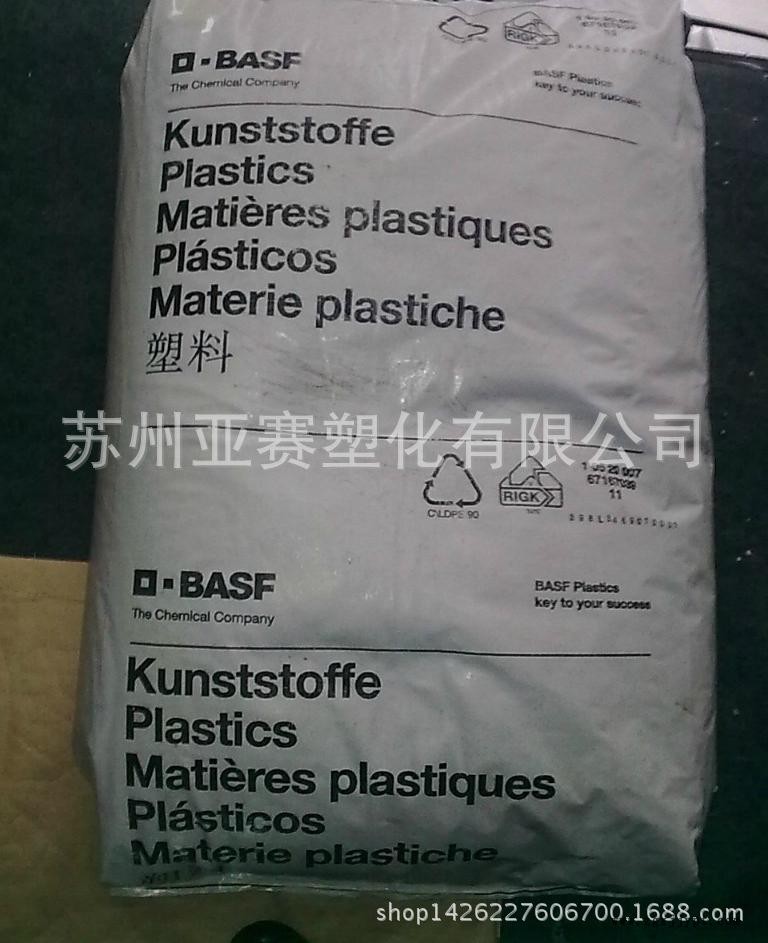 BASF
The Chemical Company
RIGK
BASF Plastics
key to your success
Kunststoffe
Plastics
Matières plastiques
Plásticos
Materie plastiche
塑料
苏州亚赛塑化有限公司
RIGK
11
BASF
The Chemical Company
BASF Plastics
key to your success
Kunststoffe
Plastics
Matières plastiques
Plásticos
Materie plastiche
shop1426227606700.1688.com